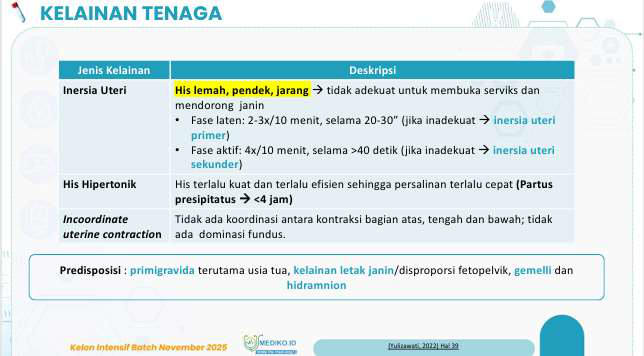 KELAINAN TENAGA
Jenis Kelainan
Deskripsi
Inersia Uteri
His lemah, pendek, jarang → tidak adekuat untuk membuka serviks dan
mendorong janin
• Fase laten: 2-3x/10 menit, selama 20-30” (jika inadekuat → inersia uteri
primer)
• Fase aktif: 4x/10 menit, selama >40 detik (jika inadekuat → inersia uteri
sekunder)
His Hipertonik
His terlalu kuat dan terlalu efisien sehingga persalinan terlalu cepat (Partus
presipitatus → <4 jam)
Incoordinate
uterine contraction
Tidak ada koordinasi antara kontraksi bagian atas, tengah dan bawah; tidak
ada dominasi fundus.
Predisposisi : primigravida terutama usia tua, kelainan letak janin/disproporsi fetopelvik, gemelli dan
hidramnion
Kelan Intensif Batch November 2025
MEDIKO.ID
(Yulizawati, 2022) Hal 39